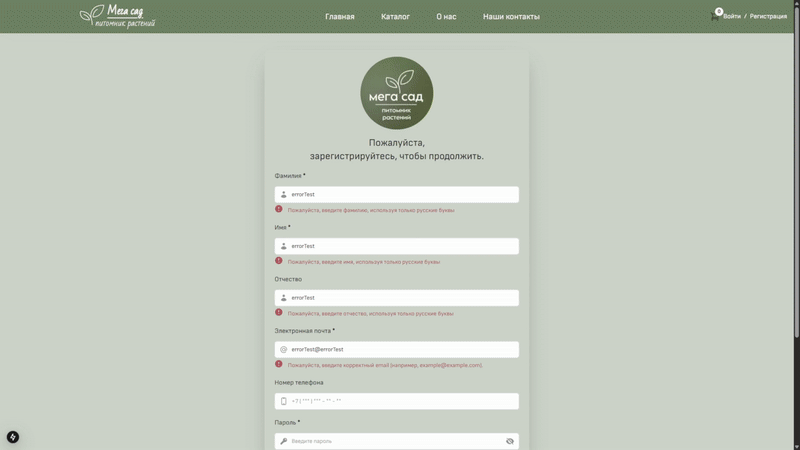 Мега сад
питомник растений
Главная
Каталог
О нас
Наши контакты
0
Войти / Регистрация
мега сад
питомник
растений
Пожалуйста,
зарегистрируйтесь, чтобы продолжить.
Фамилия *
errorTest
Пожалуйста, введите фамилию, используя только русские буквы
Имя *
errorTest
Пожалуйста, введите имя, используя только русские буквы
Отчество
errorTest
Пожалуйста, введите отчество, используя только русские буквы
Электронная почта *
errorTest@errorTest
Пожалуйста, введите корректный email (например, example@example.com).
Номер телефона
+7 ( *** ) *** - ** - **
Пароль *
Введите пароль